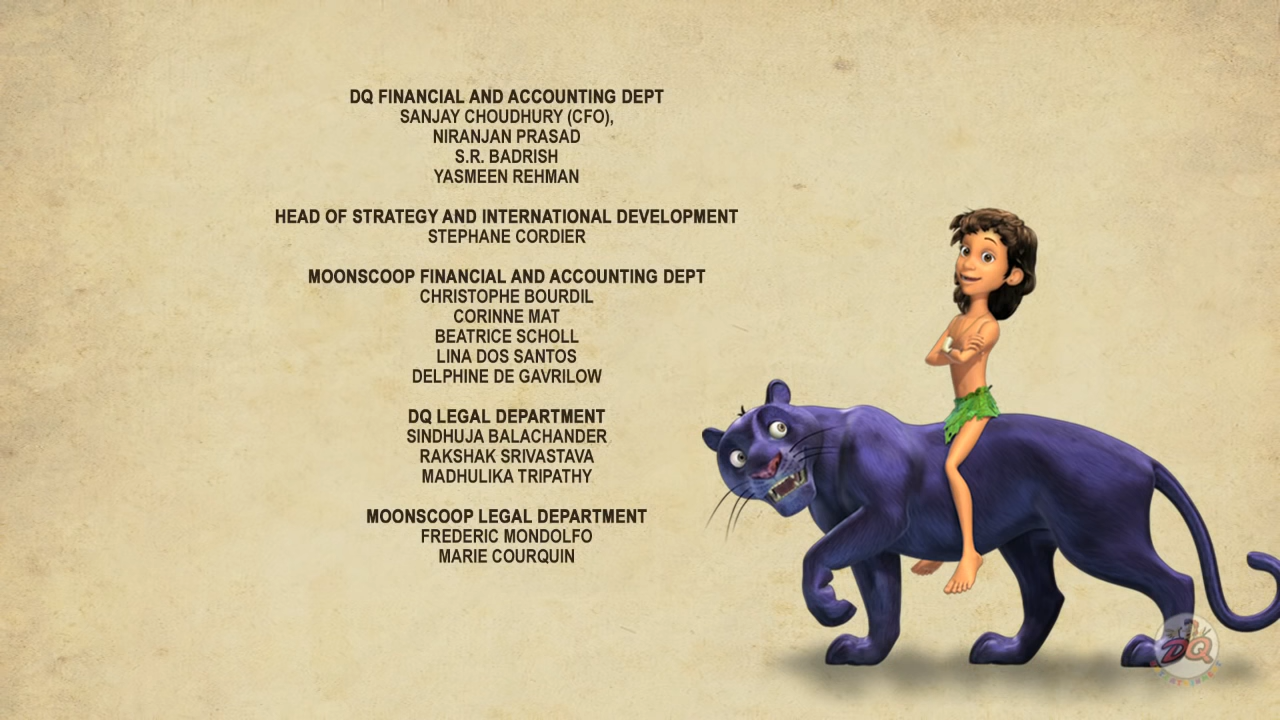 DQ FINANCIAL AND ACCOUNTING DEPT
SANJAY CHOUDHURY (CFO),
NIRANJAN PRASAD
S.R. BADRISH
YASMEEN REHMAN
HEAD OF STRATEGY AND INTERNATIONAL DEVELOPMENT
STEPHANE CORDIER
MOONSCOOP FINANCIAL AND ACCOUNTING DEPT
CHRISTOPHE BOURDIL
CORINNE MAT
BEATRICE SCHOLL
LINA DOS SANTOS
DELPHINE DE GAVRILOW
DQ LEGAL DEPARTMENT
SINDHUJA BALACHANDER
RAKSHAK SRIVASTAVA
MADHULIKA TRIPATHY
MOONSCOOP LEGAL DEPARTMENT
FREDERIC MONDOLFO
MARIE COURQUIN
DQ